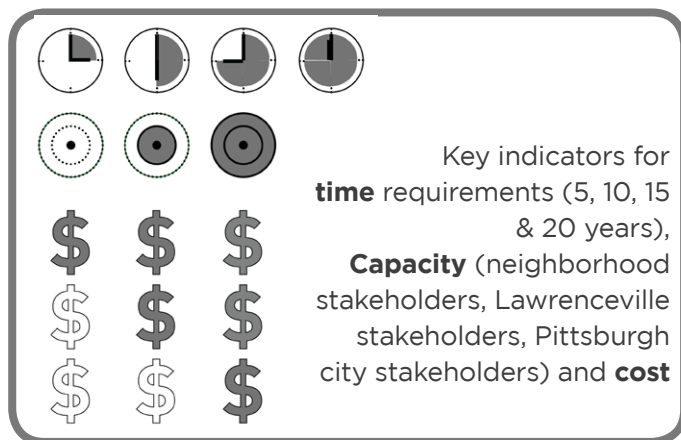 $ $ $
$ $ $
$ $ $
Key indicators for
time requirements (5, 10, 15
& 20 years),
Capacity (neighborhood
stakeholders, Lawrenceville
stakeholders, Pittsburgh
city stakeholders) and cost